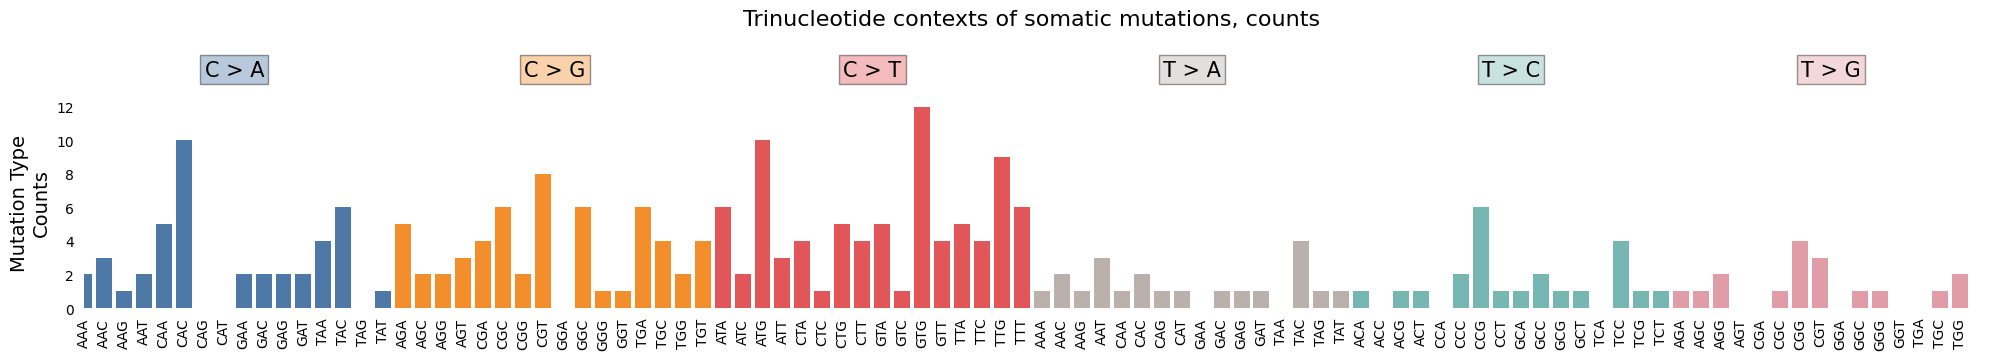 Trinucleotide contexts of somatic mutations, counts
C > A C > G C > T T > A T > C T > G
Mutation Type
Counts
12
10
8
6
4
2
0
AAA AAC AAG AAT CAA CAC CAG CAT GAA GAC GAG GAT TAA TAC TAG TAT AGA AGC AGG AGT CGA CGC CGG CGT GGA GGC GGG GGT TGA TGC TGG TGT ATA ATC ATG ATT CTA CTC CTG CTT GTA GTC GTG GTT TTA TTC TTG TTT AAA AAC AAG AAT CAA CAC CAG CAT GAA GAC GAG GAT TAA TAC TAG TAT ACA ACC ACG ACT CCA CCC CCG CCT GCA GCC GCG GCT TCA TCC TCG TCT AGA AGC AGG AGT CGA CGC CGG CGT GGA GGC GGG GGT TGA TGC TGG